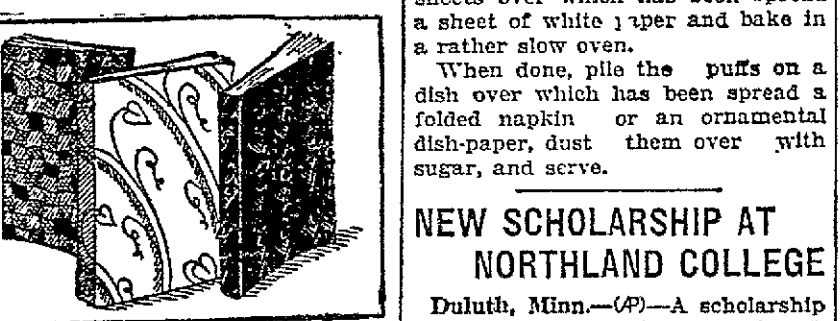 a sheet of white paper and bake in
a rather slow oven.
When done, pile the puffs on a
dish over which has been spread a
folded napkin or an ornamental
dish-paper, dust them over with
sugar, and serve.
NEW SCHOLARSHIP AT
NORTHLAND COLLEGE
Duluth, Minn.—(AP)—A scholarship